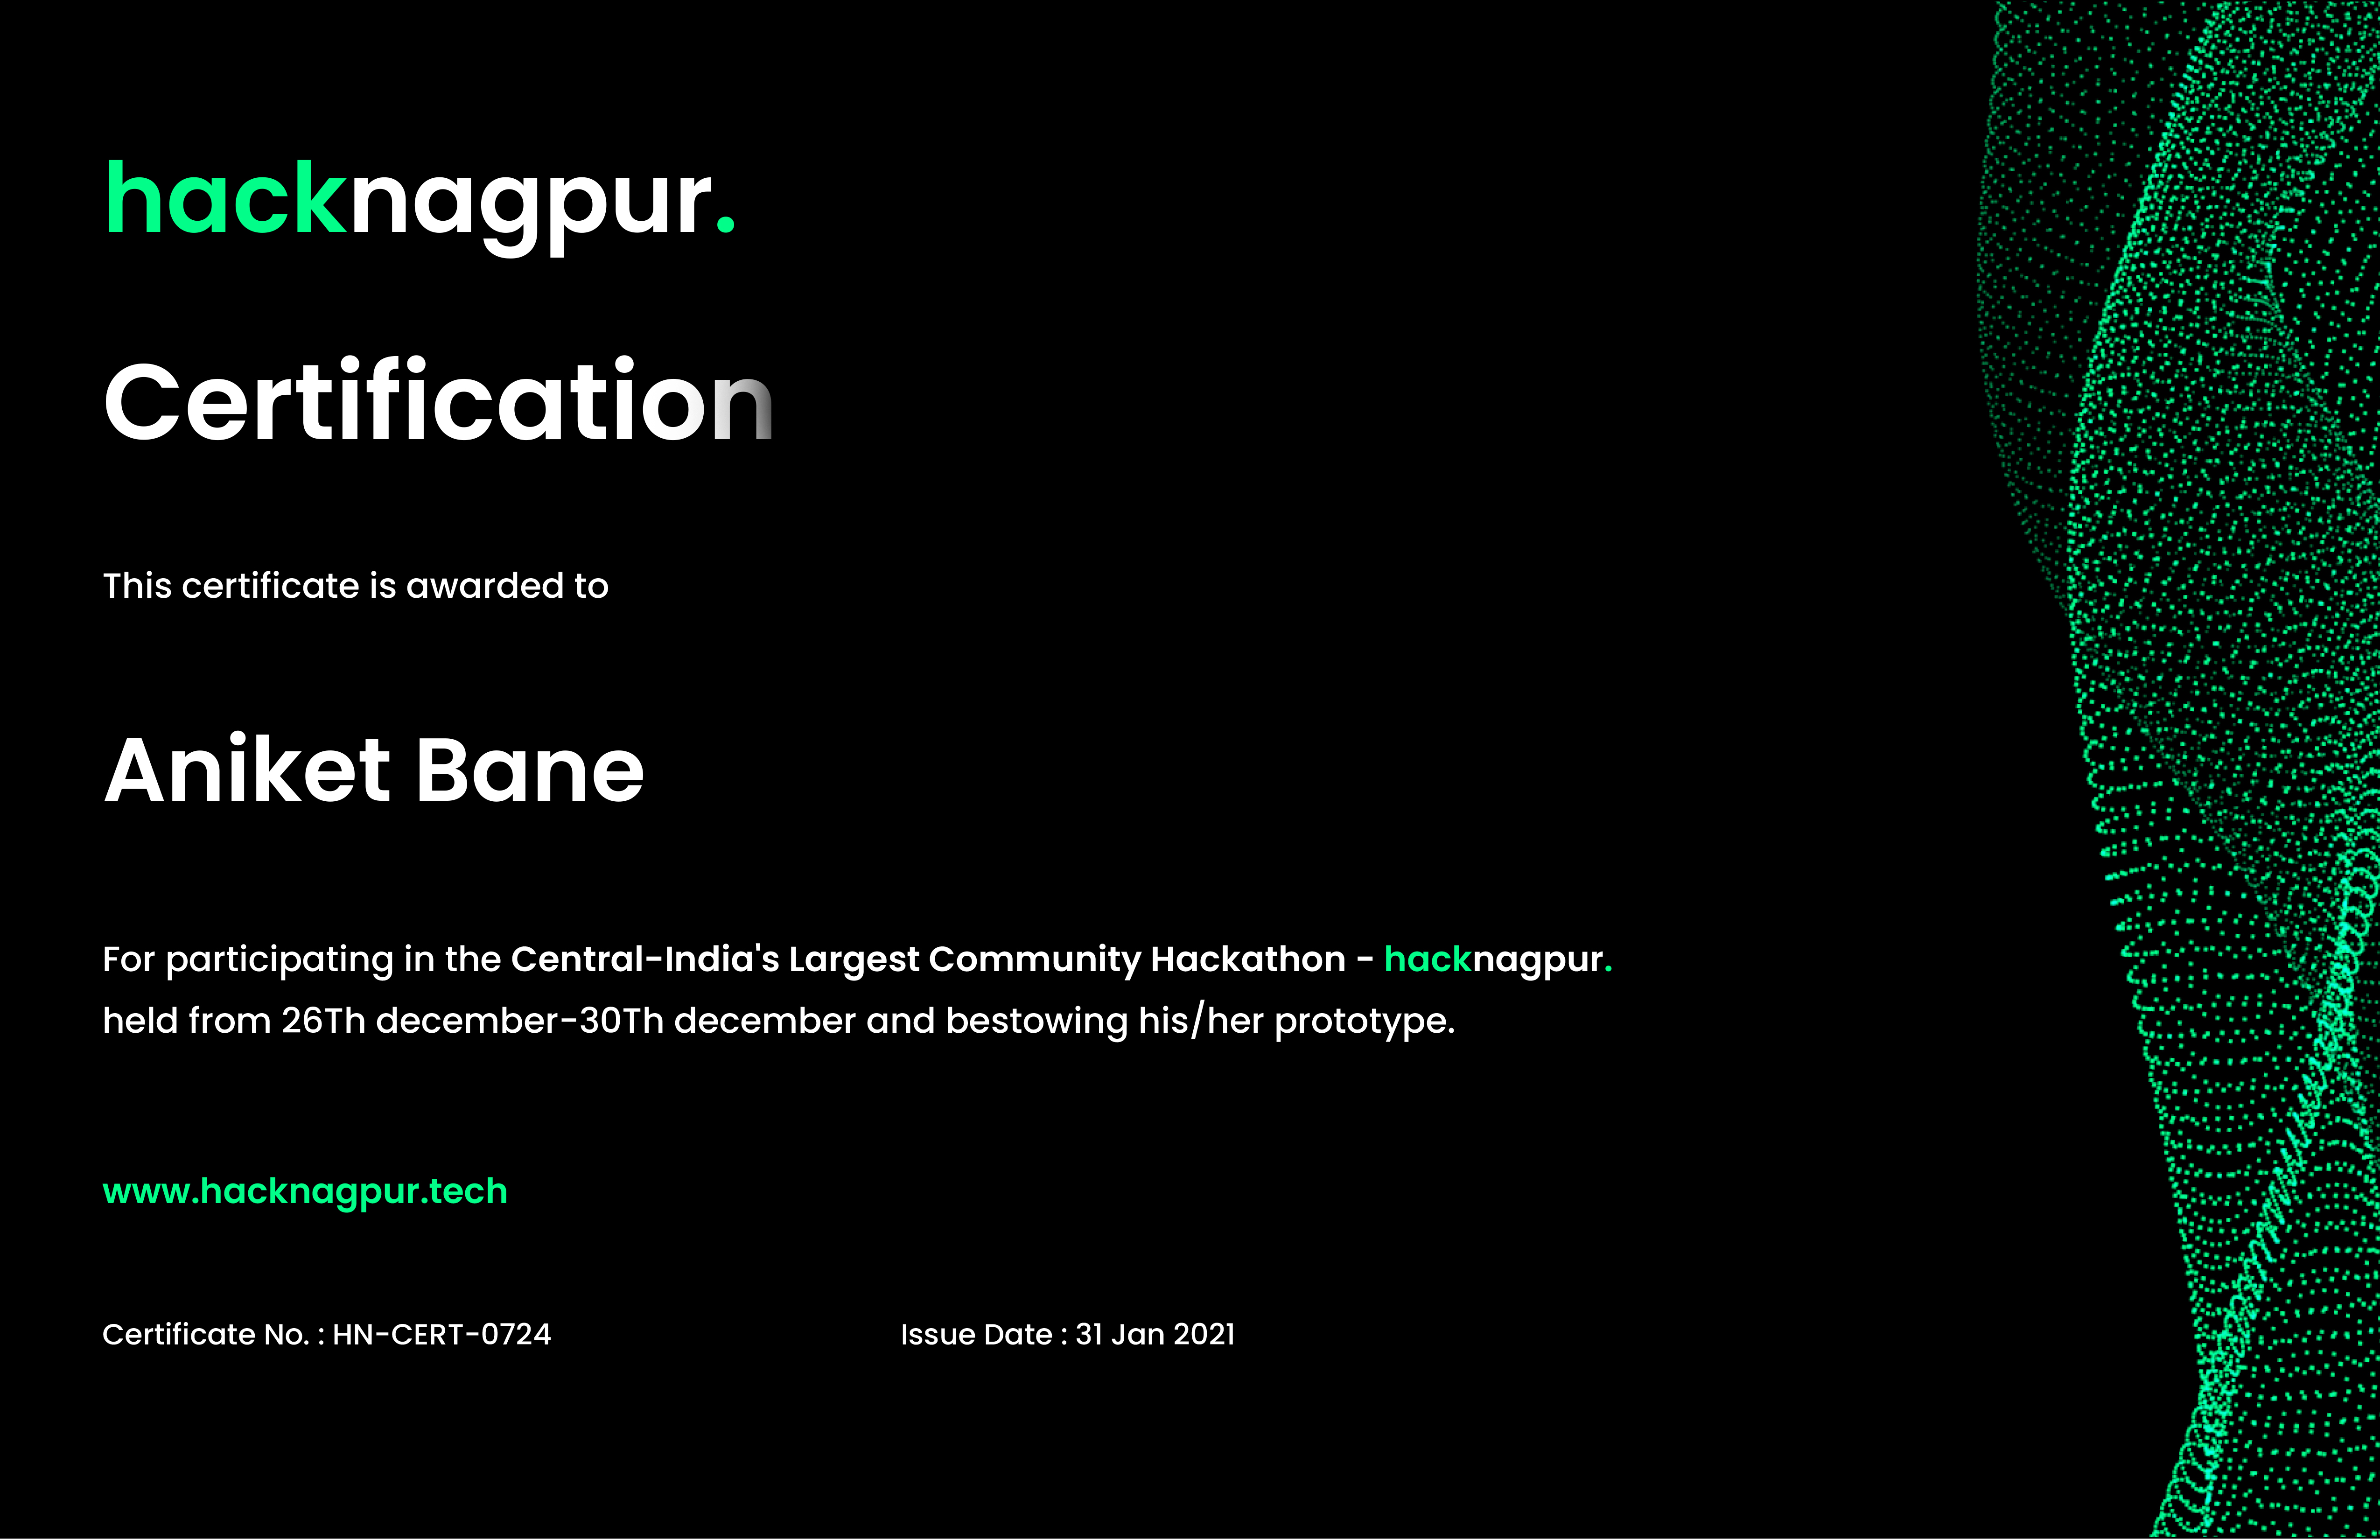 hacknagpur.
Certification
This certificate is awarded to
Aniket Bane
For participating in the Central-India's Largest Community Hackathon - hacknagpur.
held from 26Th december-30Th december and bestowing his/her prototype.
www.hacknagpur.tech
Certificate No. : HN-CERT-0724
Issue Date : 31 Jan 2021